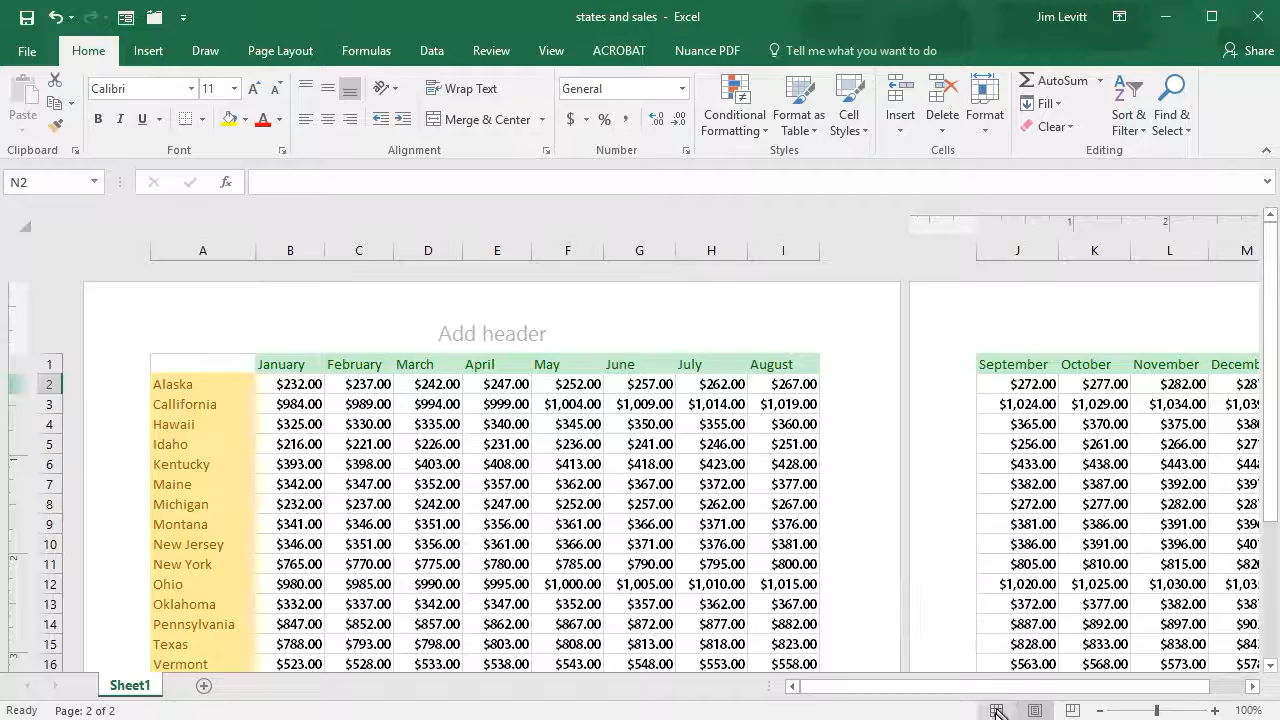 states and sales - Excel
Jim Levitt
File Home Insert Draw Page Layout Formulas Data Review View ACROBAT Nuance PDF Tell me what you want to do Share
Paste
Clipboard
Calibri 11
B I U A
Font
Wrap Text
Merge & Center
Alignment
General
$ % ,
Number
Conditional Formatting
Format as Table
Cell Styles
Styles
Insert Delete Format
Cells
AutoSum
Fill
Clear
Sort & Filter
Find & Select
Editing
N2 fx
1 2
A B C D E F G H I J K L M
Add header
1 January February March April May June July August September October November Decemb
2 Alaska $232.00 $237.00 $242.00 $247.00 $252.00 $257.00 $262.00 $267.00 $272.00 $277.00 $282.00 $28
3 Callifornia $984.00 $989.00 $994.00 $999.00 $1,004.00 $1,009.00 $1,014.00 $1,019.00 $1,024.00 $1,029.00 $1,034.00 $1,03
4 Hawaii $325.00 $330.00 $335.00 $340.00 $345.00 $350.00 $355.00 $360.00 $365.00 $370.00 $375.00 $38
5 Idaho $216.00 $221.00 $226.00 $231.00 $236.00 $241.00 $246.00 $251.00 $256.00 $261.00 $266.00 $27
6 Kentucky $393.00 $398.00 $403.00 $408.00 $413.00 $418.00 $423.00 $428.00 $433.00 $438.00 $443.00 $44
7 Maine $342.00 $347.00 $352.00 $357.00 $362.00 $367.00 $372.00 $377.00 $382.00 $387.00 $392.00 $39
8 Michigan $232.00 $237.00 $242.00 $247.00 $252.00 $257.00 $262.00 $267.00 $272.00 $277.00 $282.00 $28
9 Montana $341.00 $346.00 $351.00 $356.00 $361.00 $366.00 $371.00 $376.00 $381.00 $386.00 $391.00 $39
10 New Jersey $346.00 $351.00 $356.00 $361.00 $366.00 $371.00 $376.00 $381.00 $386.00 $391.00 $396.00 $40
11 New York $765.00 $770.00 $775.00 $780.00 $785.00 $790.00 $795.00 $800.00 $805.00 $810.00 $815.00 $82
12 Ohio $980.00 $985.00 $990.00 $995.00 $1,000.00 $1,005.00 $1,010.00 $1,015.00 $1,020.00 $1,025.00 $1,030.00 $1,03
13 Oklahoma $332.00 $337.00 $342.00 $347.00 $352.00 $357.00 $362.00 $367.00 $372.00 $377.00 $382.00 $38
14 Pennsylvania $847.00 $852.00 $857.00 $862.00 $867.00 $872.00 $877.00 $882.00 $887.00 $892.00 $897.00 $90
15 Texas $788.00 $793.00 $798.00 $803.00 $808.00 $813.00 $818.00 $823.00 $828.00 $833.00 $838.00 $84
16 Vermont $523.00 $528.00 $533.00 $538.00 $543.00 $548.00 $553.00 $558.00 $563.00 $568.00 $573.00 $57
Sheet1
Ready Page: 2 of 2 100%